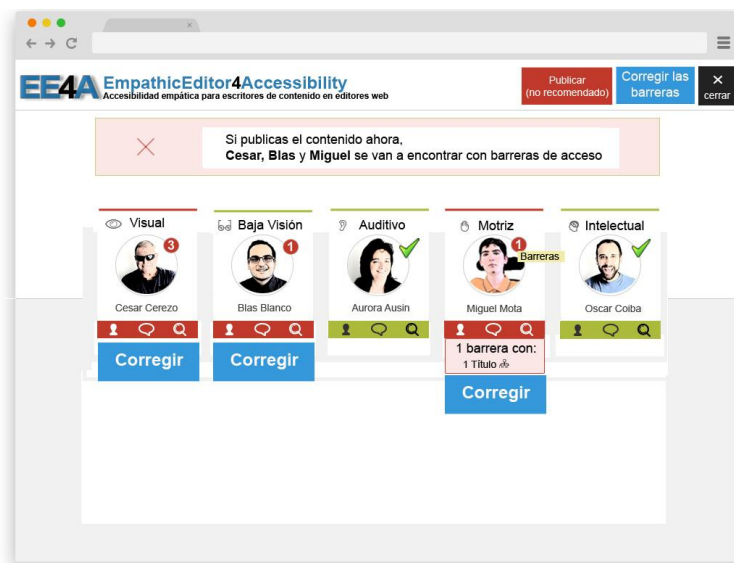 EE4A EmpathicEditor4Accessibility
Accesibilidad empática para escritores de contenido en editores web
Publicar
(no recomendado)
Corregir las
barreras
×
cerrar
Si publicas el contenido ahora,
Cesar, Blas y Miguel se van a encontrar con barreras de acceso
Visual
3
Cesar Cerezo
Corregir
Baja Visión
1
Blas Blanco
Corregir
Auditivo
Aurora Ausin
Motriz
1
Barreras
Miguel Mota
1 barrera con:
1 Título
Corregir
Intelectual
Oscar Coiba